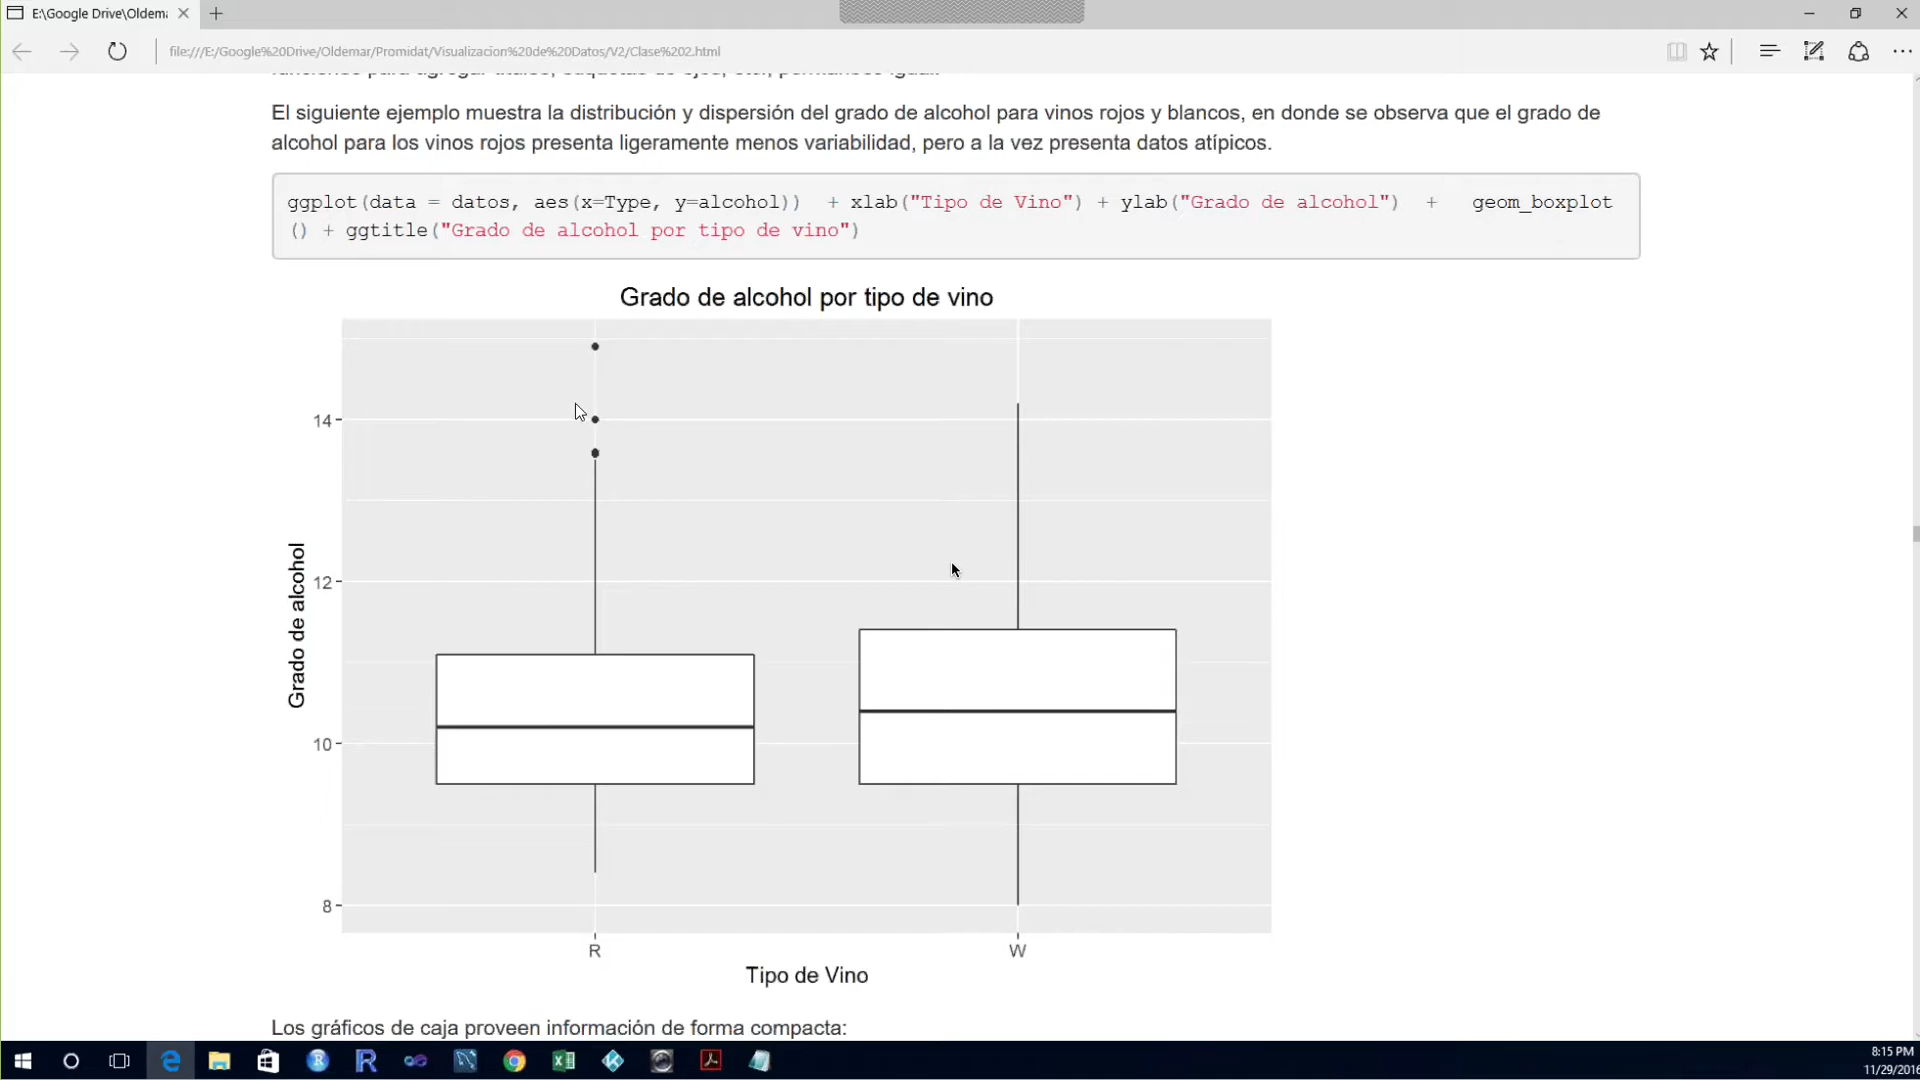 E:\Google Drive\Oldema
file:///E:/Google%20Drive/Oldemar/Promidat/Visualizacion%20de%20Datos/V2/Clase%202.html
El siguiente ejemplo muestra la distribución y dispersión del grado de alcohol para vinos rojos y blancos, en donde se observa que el grado de
alcohol para los vinos rojos presenta ligeramente menos variabilidad, pero a la vez presenta datos atípicos.
ggplot(data = datos, aes(x=Type, y=alcohol)) + xlab("Tipo de Vino") + ylab("Grado de alcohol") + geom_boxplot
() + ggtitle("Grado de alcohol por tipo de vino")
Grado de alcohol por tipo de vino
14
12
10
8
Grado de alcohol
R W
Tipo de Vino
Los gráficos de caja proveen información de forma compacta:
8:15 PM
11/29/2016